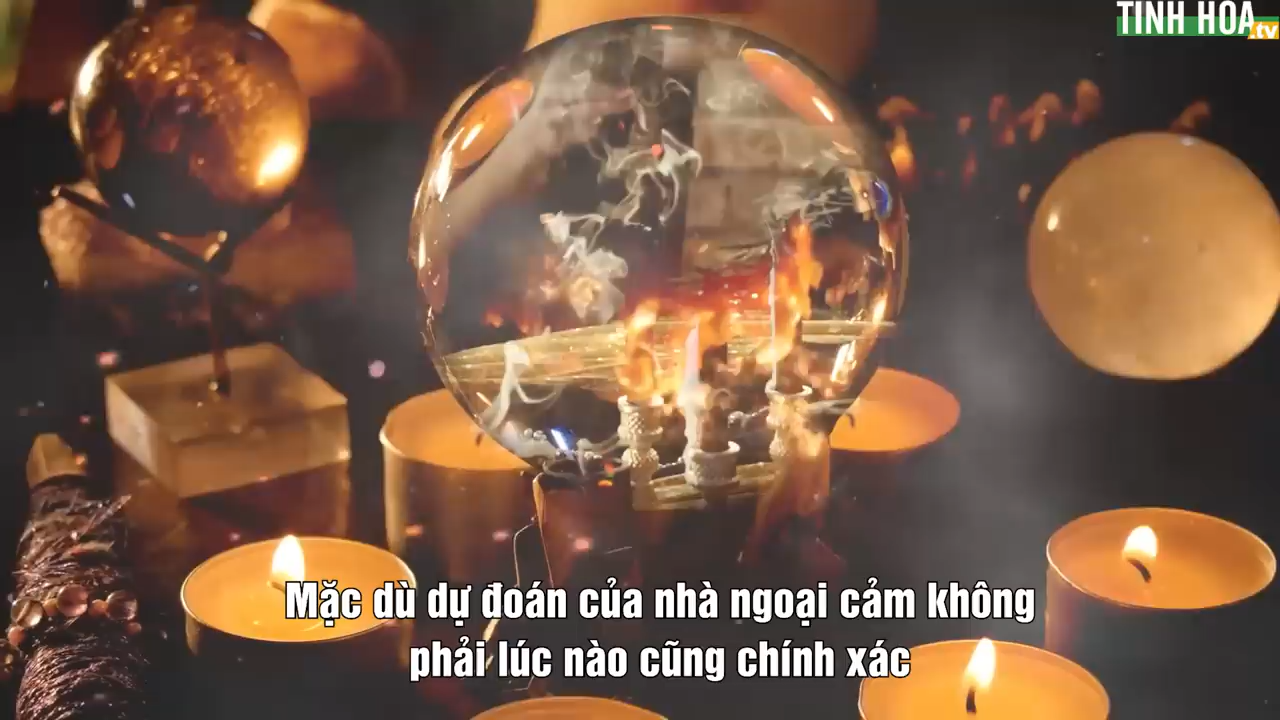 TINH HOA
.tv
Mặc dù dự đoán của nhà ngoại cảm không
phải lúc nào cũng chính xác